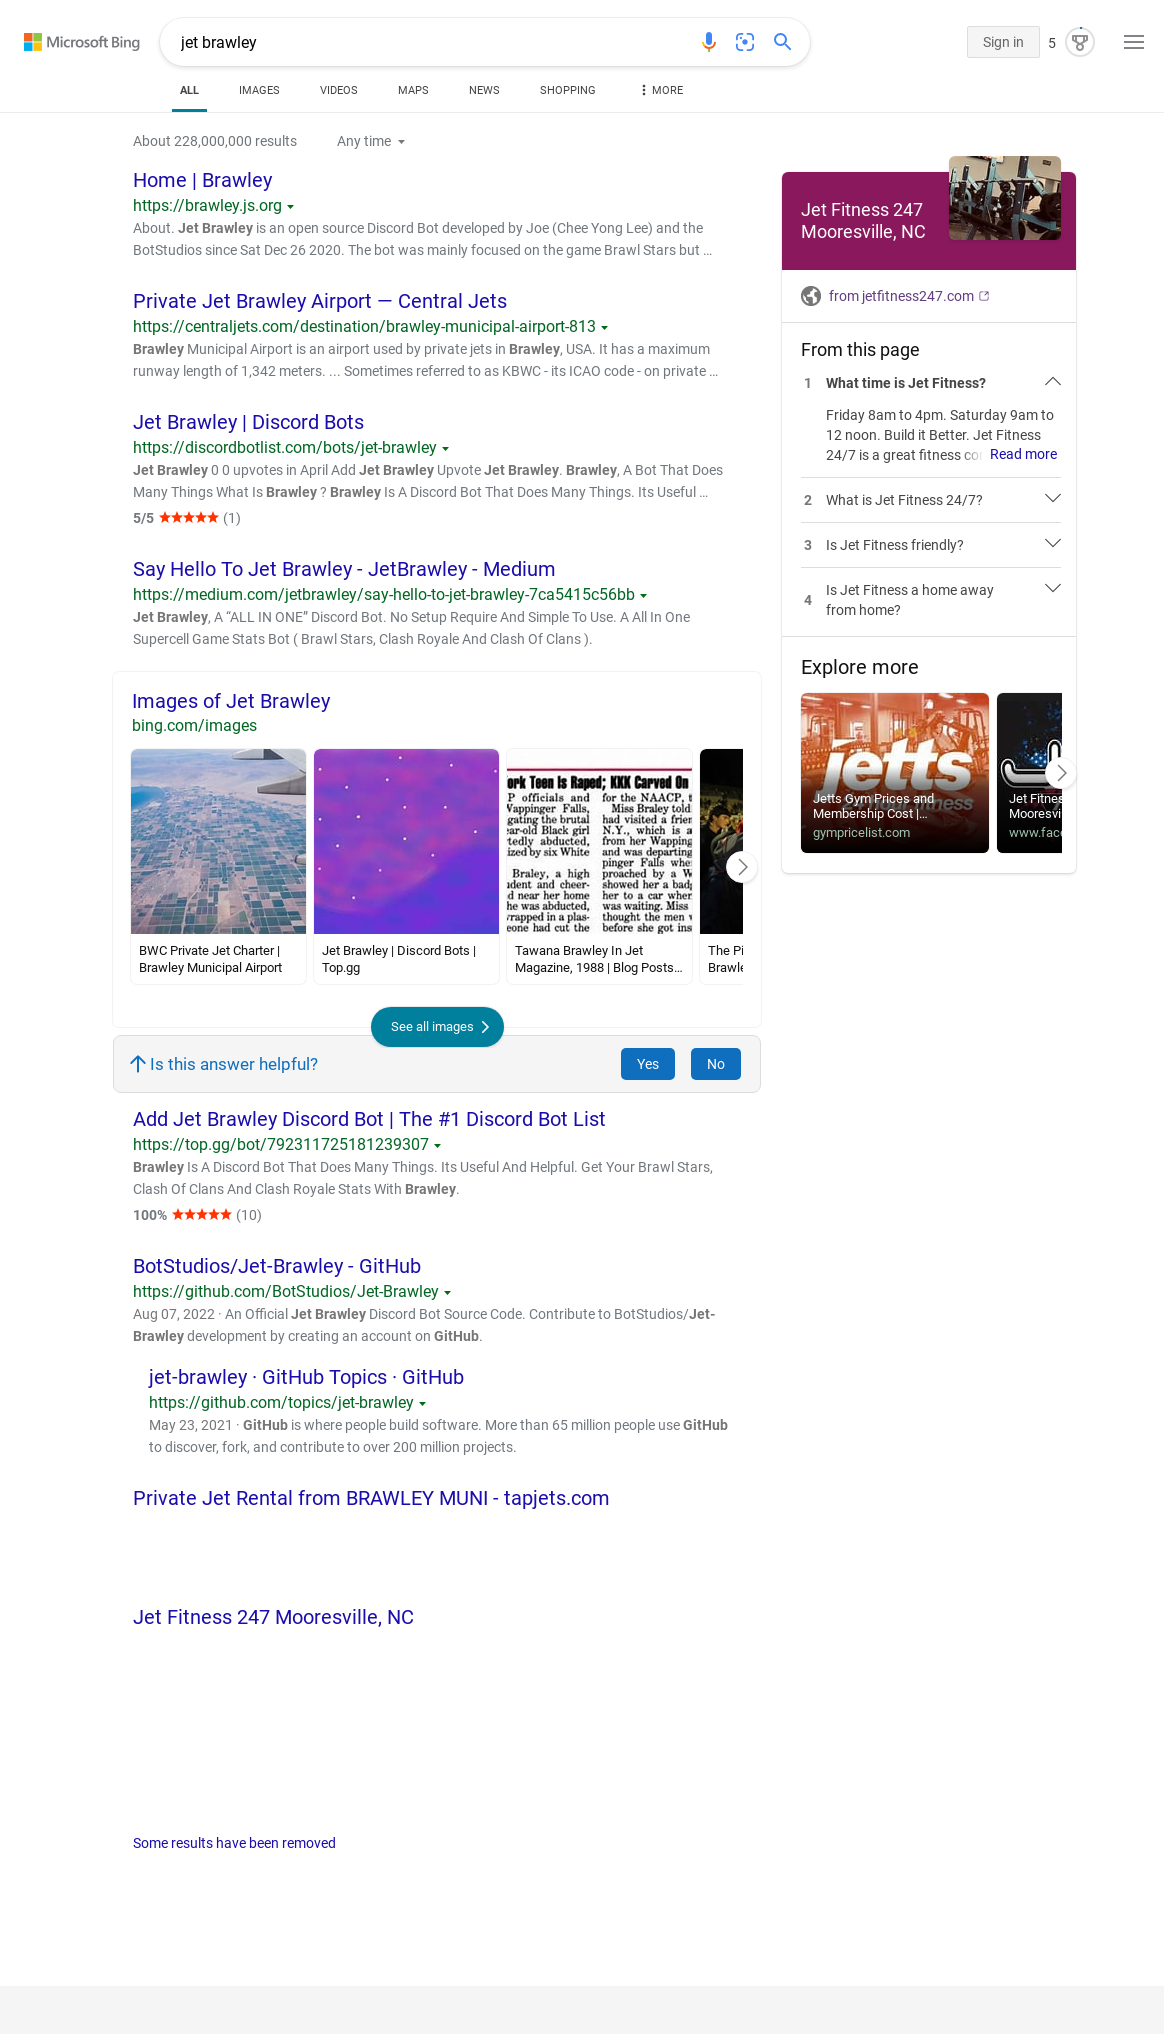 Microsoft Bing
jet brawley
Sign in
5
ALL
IMAGES
VIDEOS
MAPS
NEWS
SHOPPING
MORE
About 228,000,000 results
Any time
Home | Brawley
https://brawley.js.org
About. Jet Brawley is an open source Discord Bot developed by Joe (Chee Yong Lee) and the
BotStudios since Sat Dec 26 2020. The bot was mainly focused on the game Brawl Stars but …
Private Jet Brawley Airport — Central Jets
https://centraljets.com/destination/brawley-municipal-airport-813
Brawley Municipal Airport is an airport used by private jets in Brawley, USA. It has a maximum
runway length of 1,342 meters. ... Sometimes referred to as KBWC - its ICAO code - on private …
Jet Brawley | Discord Bots
https://discordbotlist.com/bots/jet-brawley
Jet Brawley 0 0 upvotes in April Add Jet Brawley Upvote Jet Brawley. Brawley, A Bot That Does
Many Things What Is Brawley ? Brawley Is A Discord Bot That Does Many Things. Its Useful …
5/5 ★★★★★ (1)
Say Hello To Jet Brawley - JetBrawley - Medium
https://medium.com/jetbrawley/say-hello-to-jet-brawley-7ca5415c56bb
Jet Brawley, A “ALL IN ONE” Discord Bot. No Setup Require And Simple To Use. A All In One
Supercell Game Stats Bot ( Brawl Stars, Clash Royale And Clash Of Clans ).
Images of Jet Brawley
bing.com/images
ork Teen Is Raped; KKK Carved On
P officials and
Wappinger Falls,
gating the brutal
ear-old Black girl
tedly abducted,
ized by six White
Braley, a high
udent and cheer-
d near her home
she was abducted,
wrapped in a plas-
eone had cut the
for the NAACP, t
Miss Braley told
had visited a frien
N.Y., which is a
from her Wapping
and was departing
pinger Falls whe
proached by a W
showed her a badg
her to a car when
was waiting. Miss
thought the men w
before she got ins
BWC Private Jet Charter |
Brawley Municipal Airport
Jet Brawley | Discord Bots |
Top.gg
Tawana Brawley In Jet
Magazine, 1988 | Blog Posts…
The Pi
Brawle
See all images
Is this answer helpful?
Yes
No
Add Jet Brawley Discord Bot | The #1 Discord Bot List
https://top.gg/bot/792311725181239307
Brawley Is A Discord Bot That Does Many Things. Its Useful And Helpful. Get Your Brawl Stars,
Clash Of Clans And Clash Royale Stats With Brawley.
100% ★★★★★ (10)
BotStudios/Jet-Brawley - GitHub
https://github.com/BotStudios/Jet-Brawley
Aug 07, 2022 · An Official Jet Brawley Discord Bot Source Code. Contribute to BotStudios/Jet-
Brawley development by creating an account on GitHub.
jet-brawley · GitHub Topics · GitHub
https://github.com/topics/jet-brawley
May 23, 2021 · GitHub is where people build software. More than 65 million people use GitHub
to discover, fork, and contribute to over 200 million projects.
Private Jet Rental from BRAWLEY MUNI - tapjets.com
Jet Fitness 247 Mooresville, NC
Some results have been removed
Jet Fitness 247
Mooresville, NC
from jetfitness247.com
From this page
1 What time is Jet Fitness?
Friday 8am to 4pm. Saturday 9am to
12 noon. Build it Better. Jet Fitness
24/7 is a great fitness co Read more
2 What is Jet Fitness 24/7?
3 Is Jet Fitness friendly?
4 Is Jet Fitness a home away
from home?
Explore more
jetts
Jetts Gym Prices and
Membership Cost |…
gympricelist.com
Jet Fitnes
Mooresvi
www.face